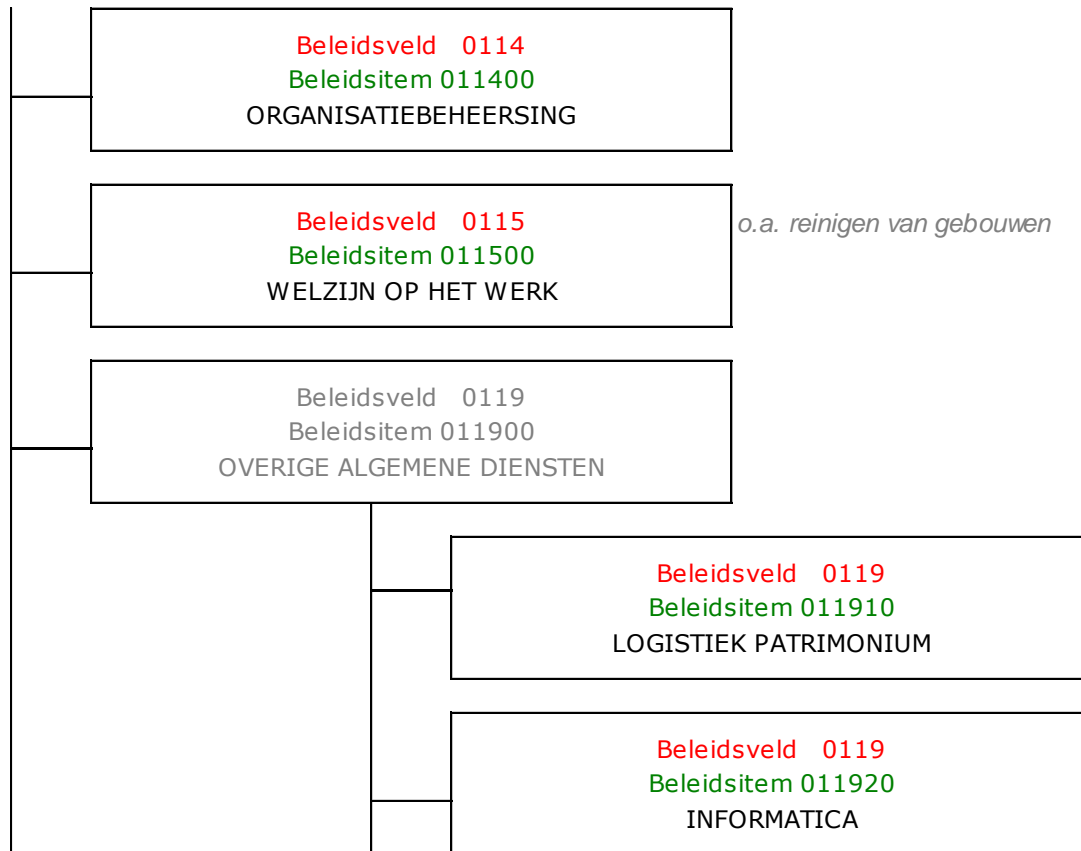 Beleidsveld 0114
Beleidsitem 011400
ORGANISATIEBEHEERSING
Beleidsveld 0115
o.a. reinigen van gebouwen
Beleidsitem 011500
WELZIJN OP HET WERK
Beleidsveld 0119
Beleidsitem 011900
OVERIGE ALGEMENE DIENSTEN
Beleidsveld 0119
Beleidsitem 011910
LOGISTIEK PATRIMONIUM
Beleidsveld 0119
Beleidsitem 011920
INFORMATICA